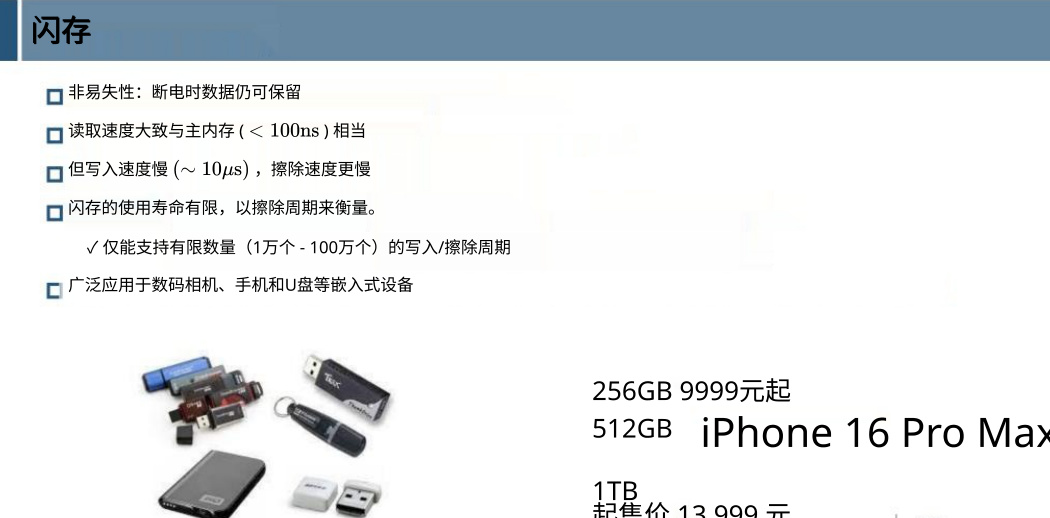 闪存
非易失性：断电时数据仍可保留
读取速度大致与主内存 ( < 100ns ) 相当
但写入速度慢 (~ 10μs) ，擦除速度更慢
闪存的使用寿命有限，以擦除周期来衡量。
✓ 仅能支持有限数量（1万个 - 100万个）的写入/擦除周期
广泛应用于数码相机、手机和U盘等嵌入式设备
256GB 9999元起
512GB
iPhone 16 Pro Max
1TB
起售价 13,999 元